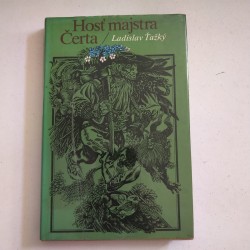 Hosť majstra
Čerta / Ladislav Ťažký